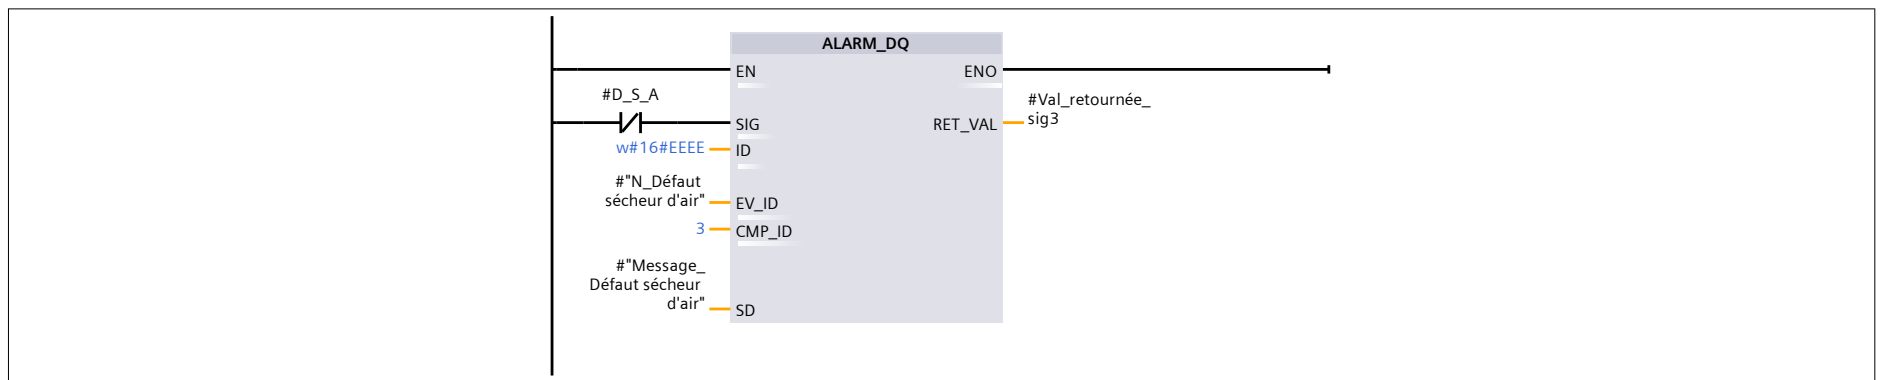 ALARM_DQ
EN
ENO
#D_S_A
SIG
RET_VAL
#Val_retournée_
sig3
w#16#EEEE
ID
#"N_Défaut
sécheur d'air"
EV_ID
3
CMP_ID
#"Message_
Défaut sécheur
d'air"
SD